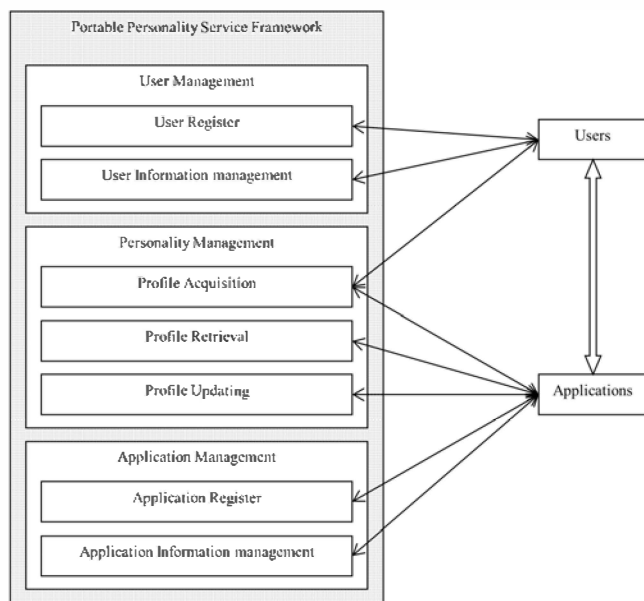 Portable Personality Service Framework
User Management
User Register
User Information management
Personality Management
Profile Acquisition
Profile Retrieval
Profile Updating
Application Management
Application Register
Application Information management
Users
Applications